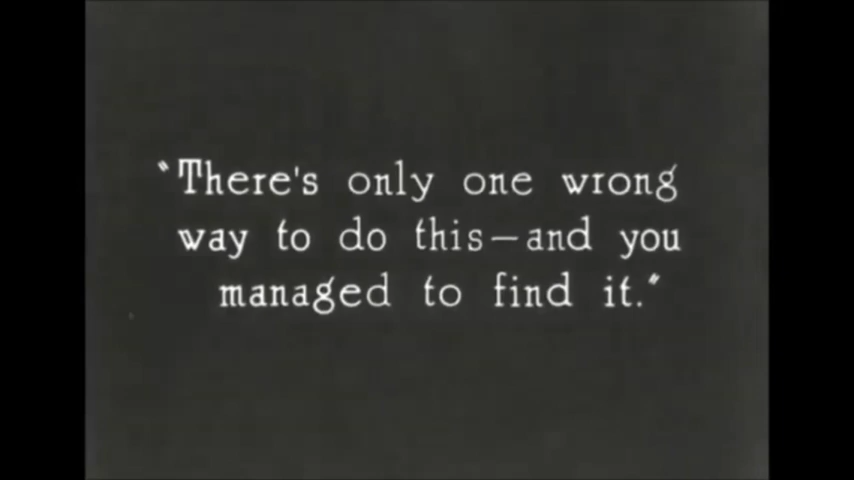 "There's only one wrong
way to do this—and you
managed to find it."